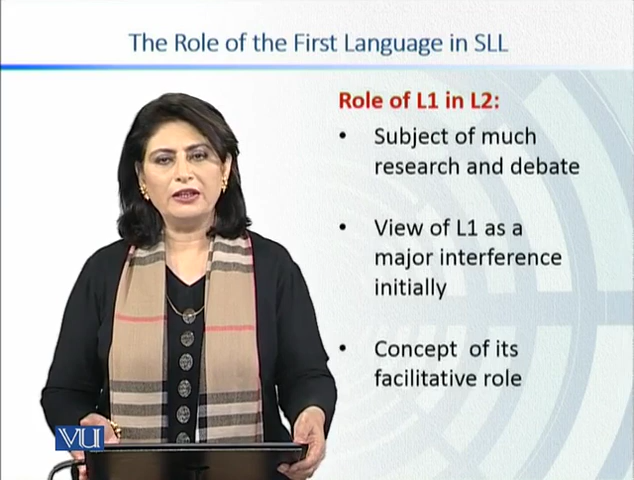 The Role of the First Language in SLL
Role of L1 in L2:
• Subject of much
research and debate
• View of L1 as a
major interference
initially
• Concept of its
facilitative role
VU